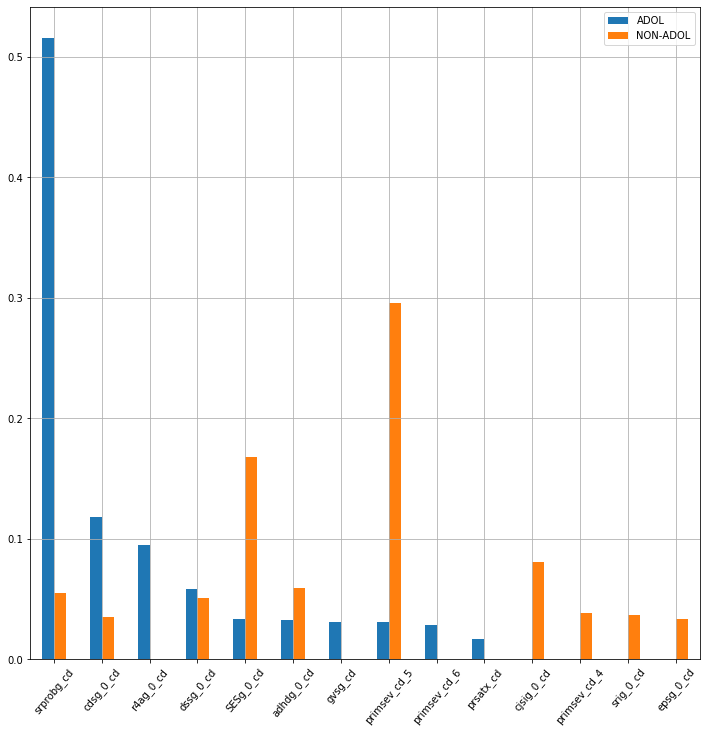 ADOL
NON-ADOL
0.5
0.4
0.3
0.2
0.1
0.0
srprobg_cd
cdsg_0_cd
r4ag_0_cd
dssg_0_cd
SESg_0_cd
adhdg_0_cd
gvsg_cd
primsev_cd_5
primsev_cd_6
prsatx_cd
cjsig_0_cd
primsev_cd_4
srig_0_cd
epsg_0_cd